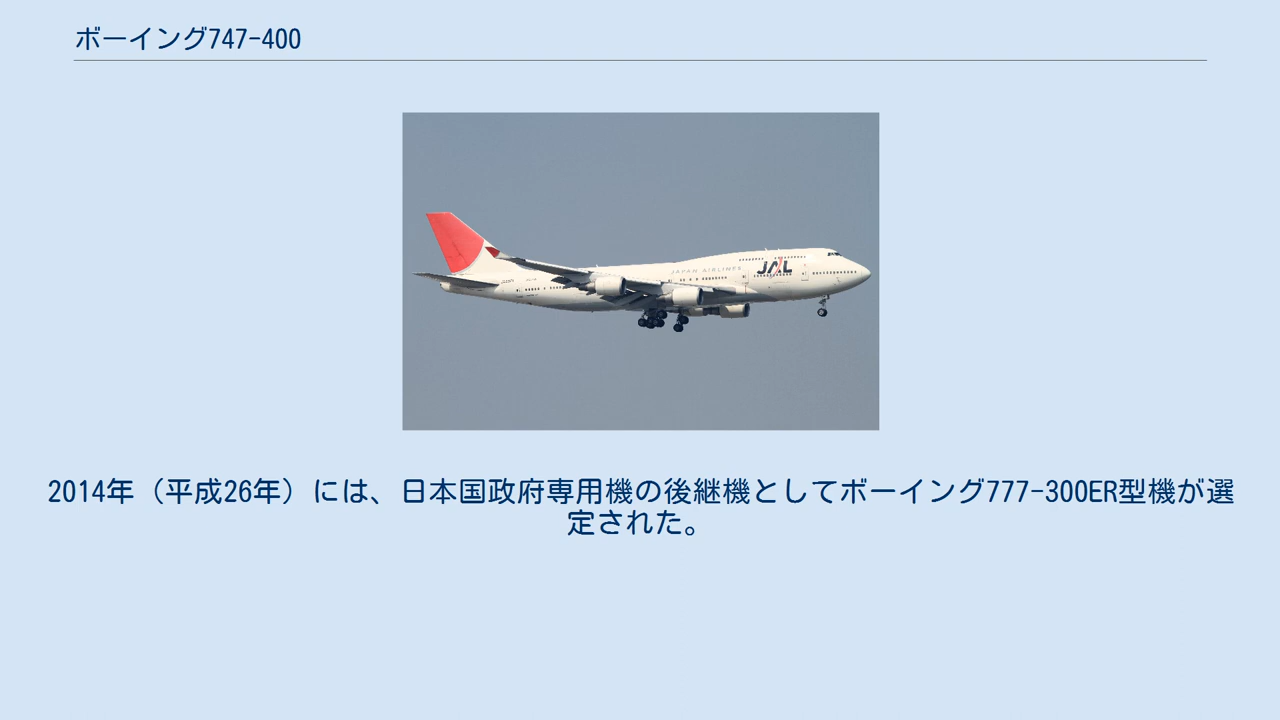 ボーイング747-400
JAPAN AIRLINES
JAL
2014年（平成26年）には、日本国政府専用機の後継機としてボーイング777-300ER型機が選
定された。